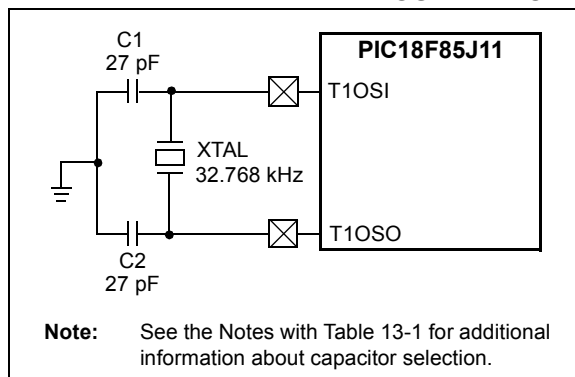 C1
27 pF
PIC18F85J11
T1OSI
XTAL
32.768 kHz
T1OSO
C2
27 pF
Note: See the Notes with Table 13-1 for additional
information about capacitor selection.